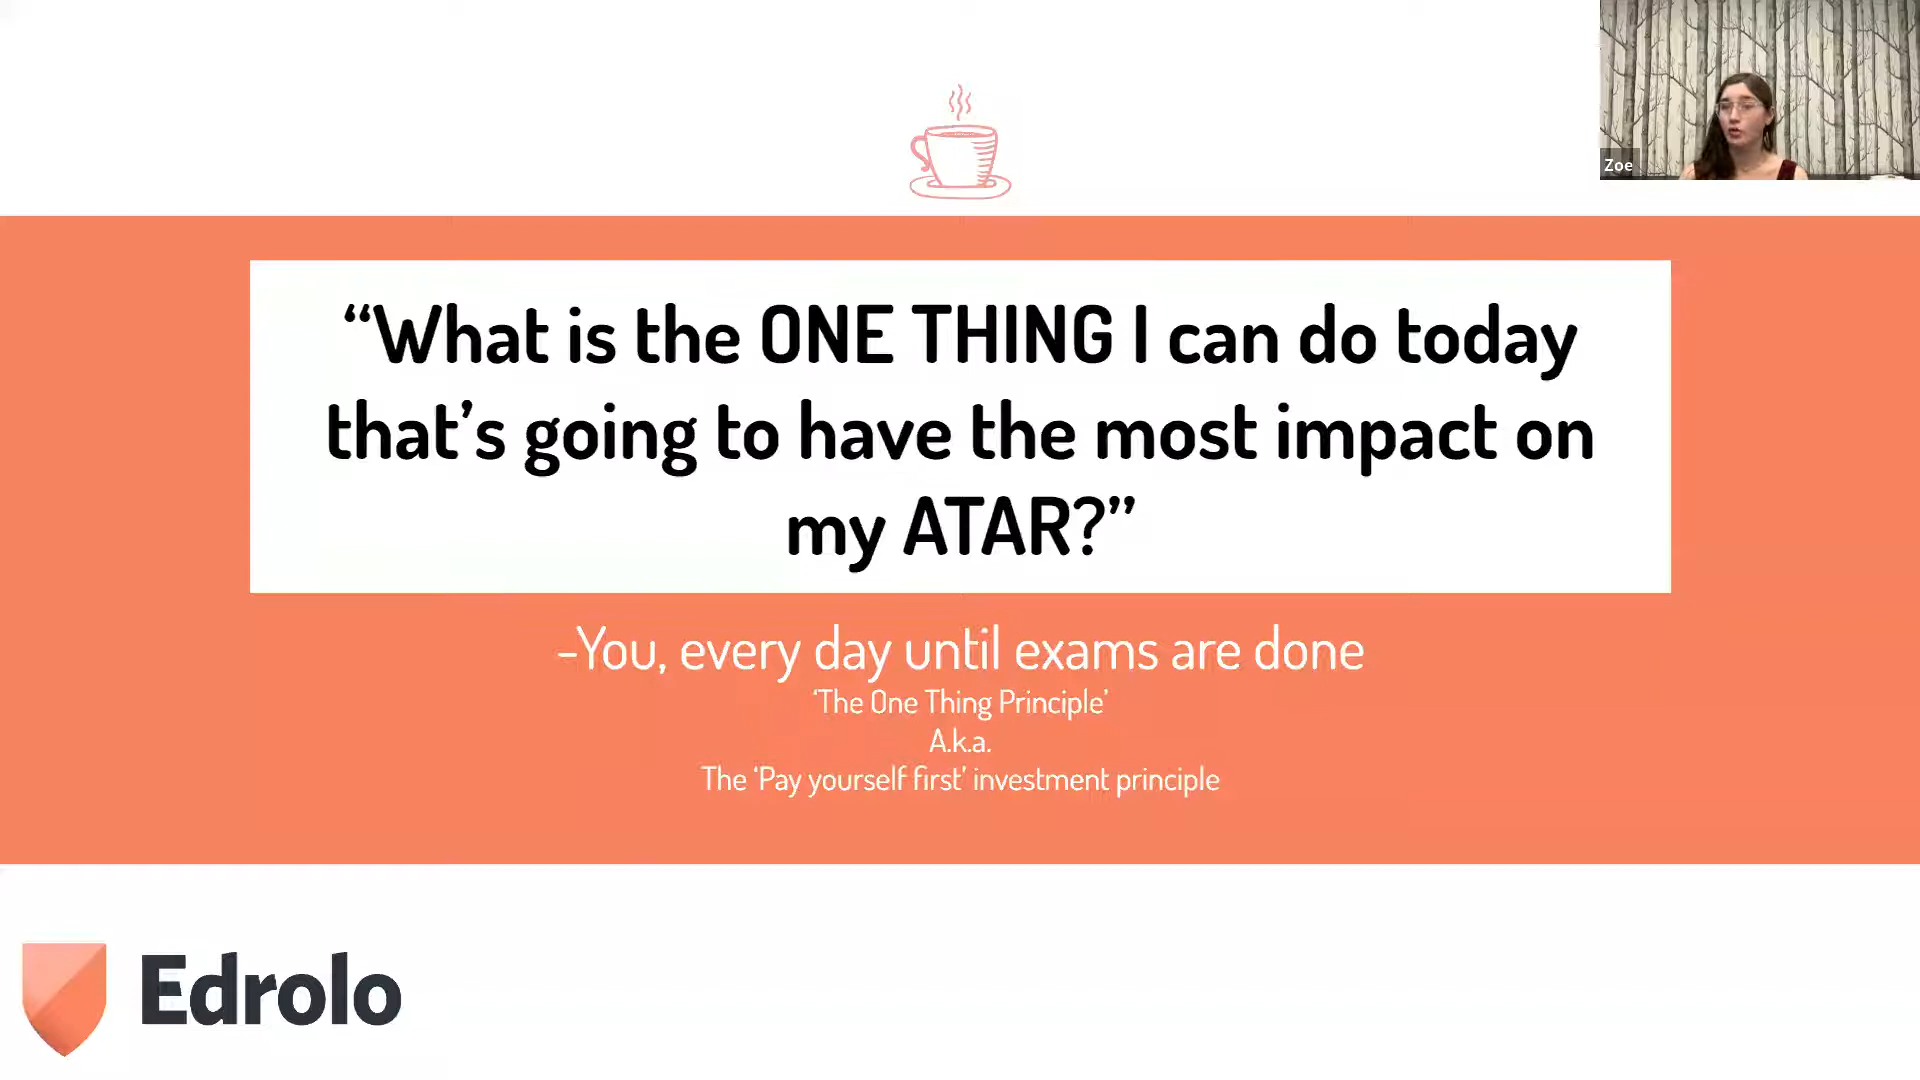 Zoe
“What is the ONE THING I can do today
that’s going to have the most impact on
my ATAR?”
-You, every day until exams are done
‘The One Thing Principle’
A.k.a.
The ‘Pay yourself first’ investment principle
Edrolo